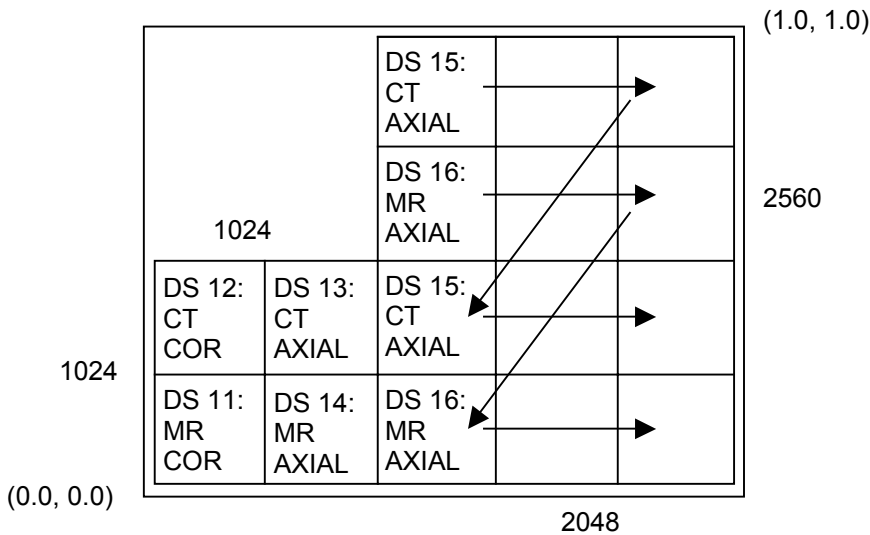 (1.0, 1.0)
DS 15:
CT
AXIAL
DS 16:
MR
AXIAL
2560
1024
DS 12:
CT
COR
DS 13:
CT
AXIAL
DS 15:
CT
AXIAL
1024
DS 11:
MR
COR
DS 14:
MR
AXIAL
DS 16:
MR
AXIAL
(0.0, 0.0)
2048